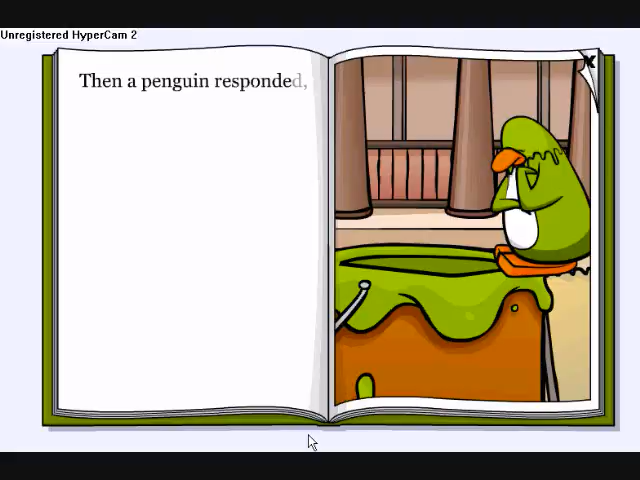 Unregistered HyperCam 2
Then a penguin responded,
x